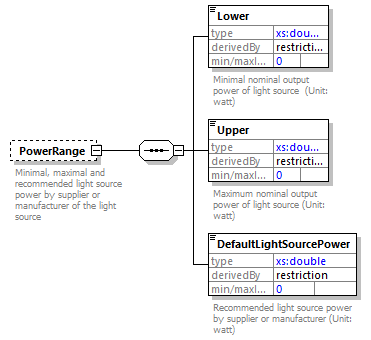 Lower
type xs:dou...
derivedBy restricti...
min/maxI... 0
Minimal nominal output
power of light source (Unit:
watt)
Upper
type xs:dou...
derivedBy restricti...
min/maxI... 0
Maximum nominal output
power of light source (Unit:
watt)
PowerRange
Minimal, maximal and
recommended light source
power by supplier or
manufacturer of the light
source
DefaultLightSourcePower
type xs:double
derivedBy restriction
min/maxI... 0
Recommended light source power
by supplier or manufacturer (Unit:
watt)